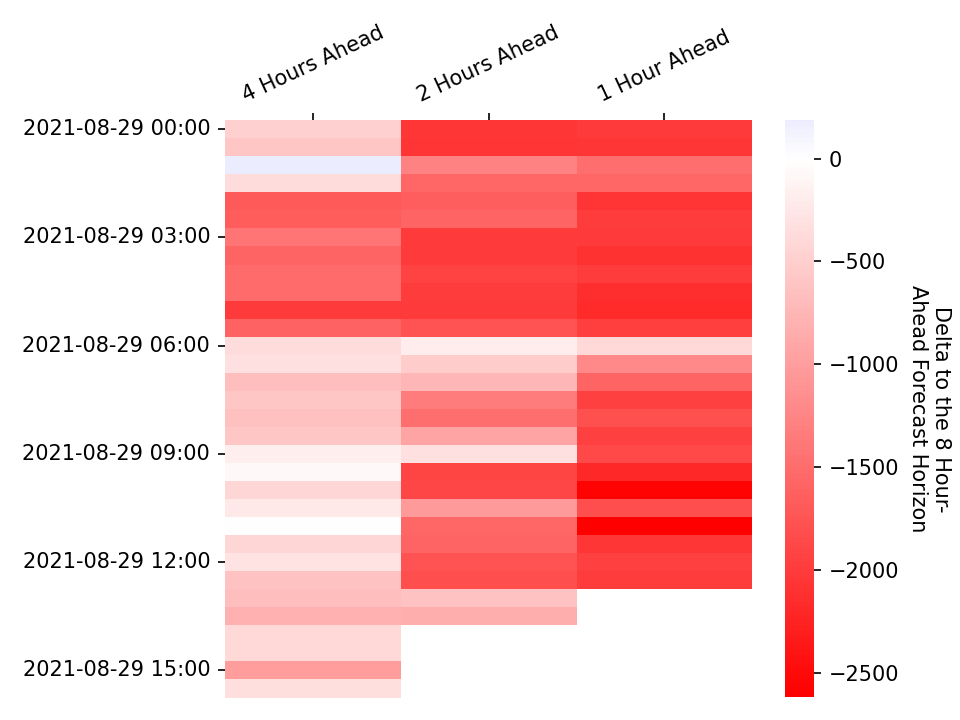 4 Hours Ahead
2 Hours Ahead
1 Hour Ahead
2021-08-29 00:00
2021-08-29 03:00
2021-08-29 06:00
2021-08-29 09:00
2021-08-29 12:00
2021-08-29 15:00
0
−500
−1000
−1500
−2000
−2500
Delta to the 8 Hour-
Ahead Forecast Horizon